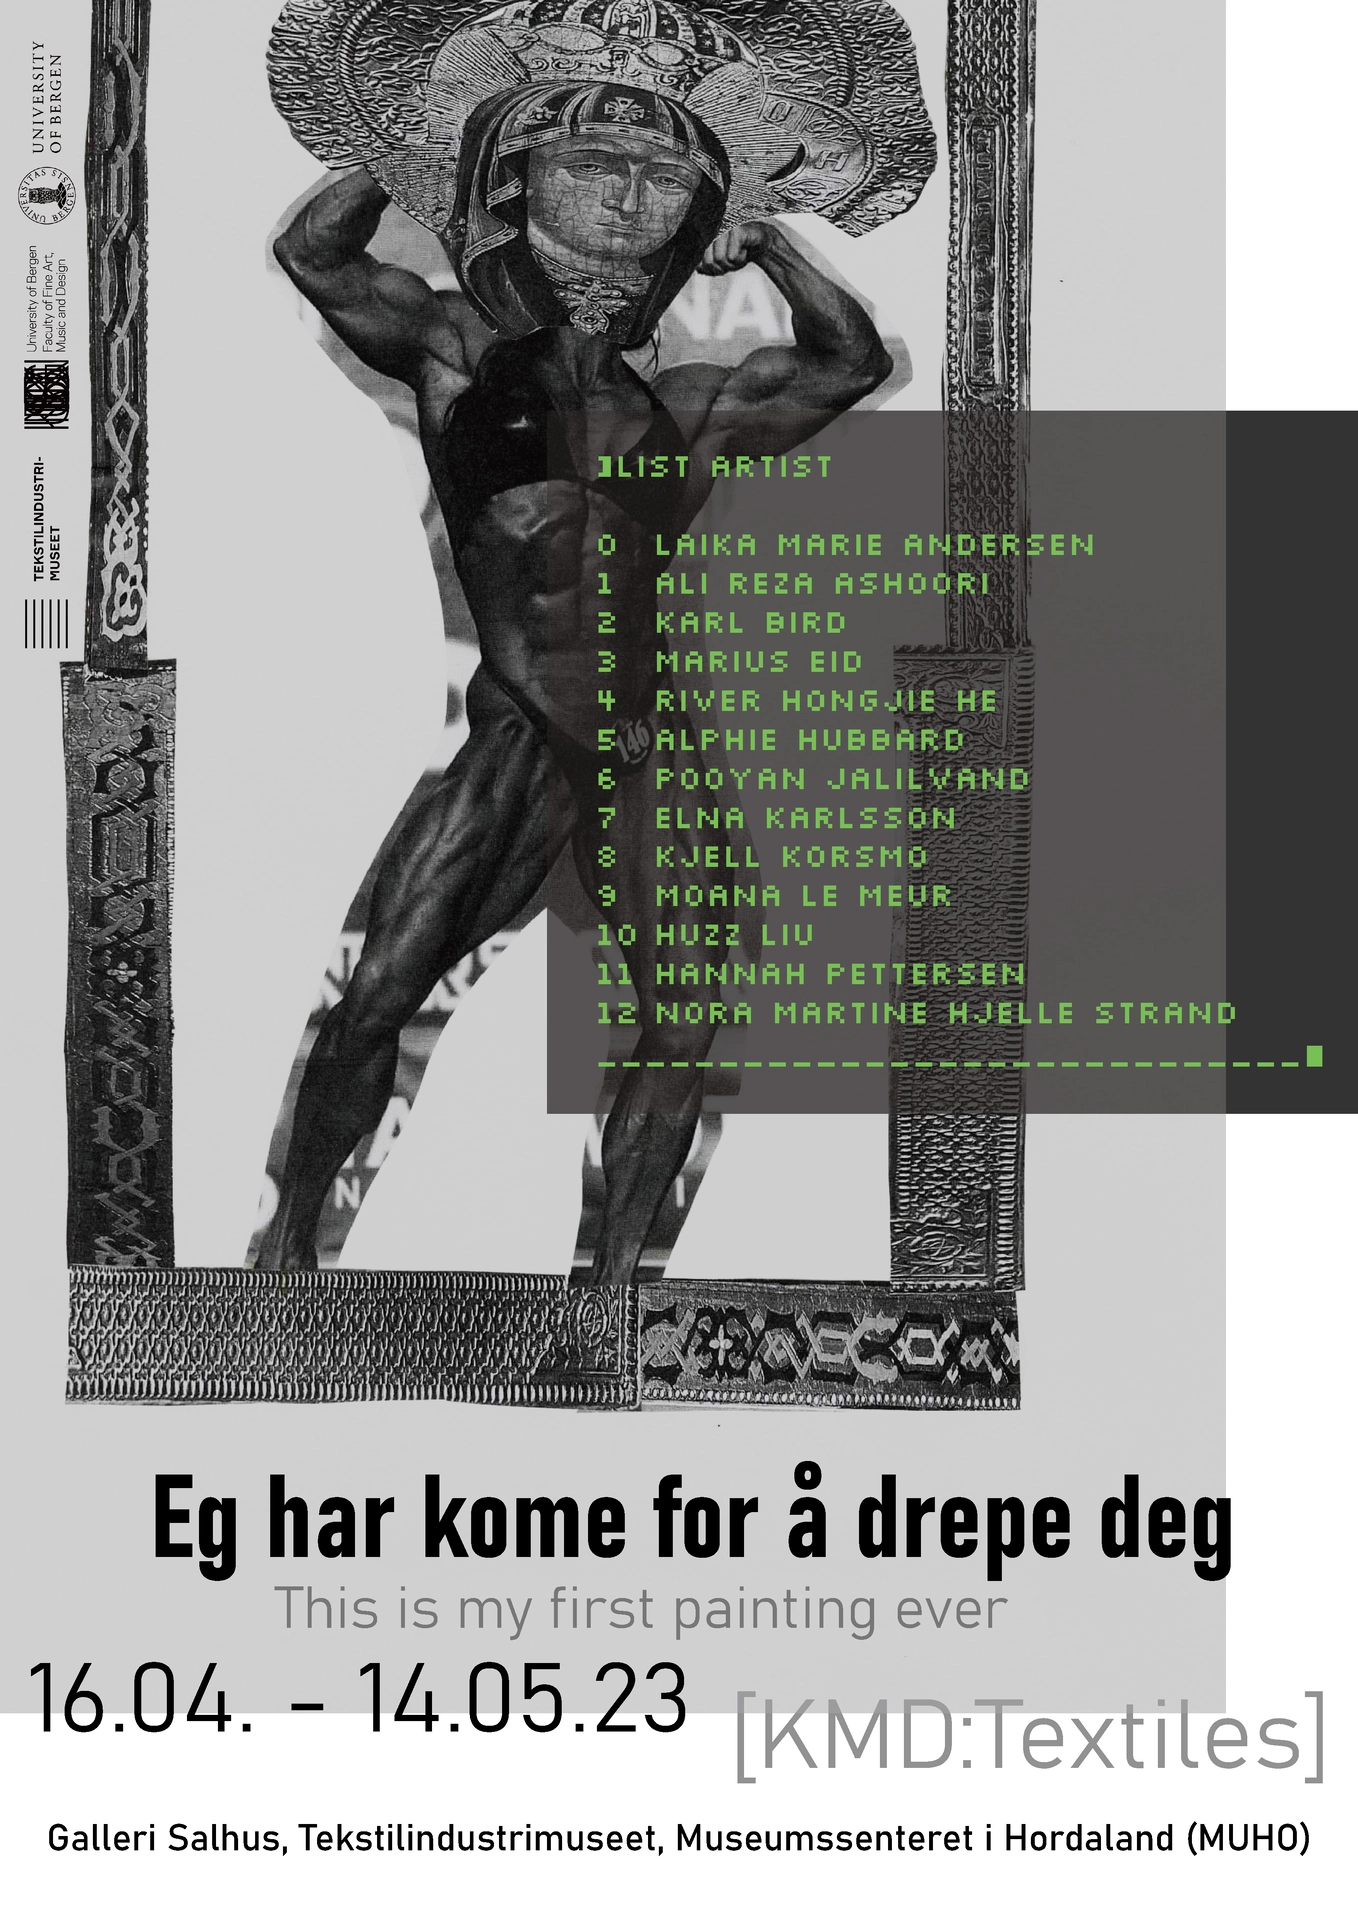 UNIVERSITY
OF BERGEN
UNIVERSITAS BERGENSIS
University of Bergen
Faculty of Fine Art,
Music and Design
TEKSTILINDUSTRI-
MUSEET
NA
146
]LIST ARTIST
0 LAIKA MARIE ANDERSEN
1 ALI REZA ASHOORI
2 KARL BIRD
3 MARIUS EID
4 RIVER HONGJIE HE
5 ALPHIE HUBBARD
6 POOYAN JALILVAND
7 ELNA KARLSSON
8 KJELL KORSMO
9 MOANA LE MEUR
10 HUZZ LIU
11 HANNAH PETTERSEN
12 NORA MARTINE HJELLE STRAND
Eg har kome for å drepe deg
This is my first painting ever
16.04. – 14.05.23
[KMD:Textiles]
Galleri Salhus, Tekstilindustrimuseet, Museumssenteret i Hordaland (MUHO)